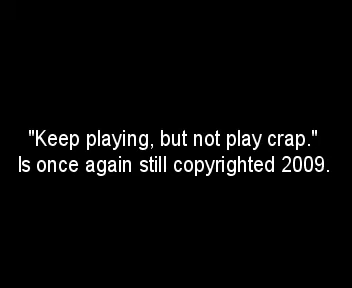 "Keep playing, but not play crap."
Is once again still copyrighted 2009.